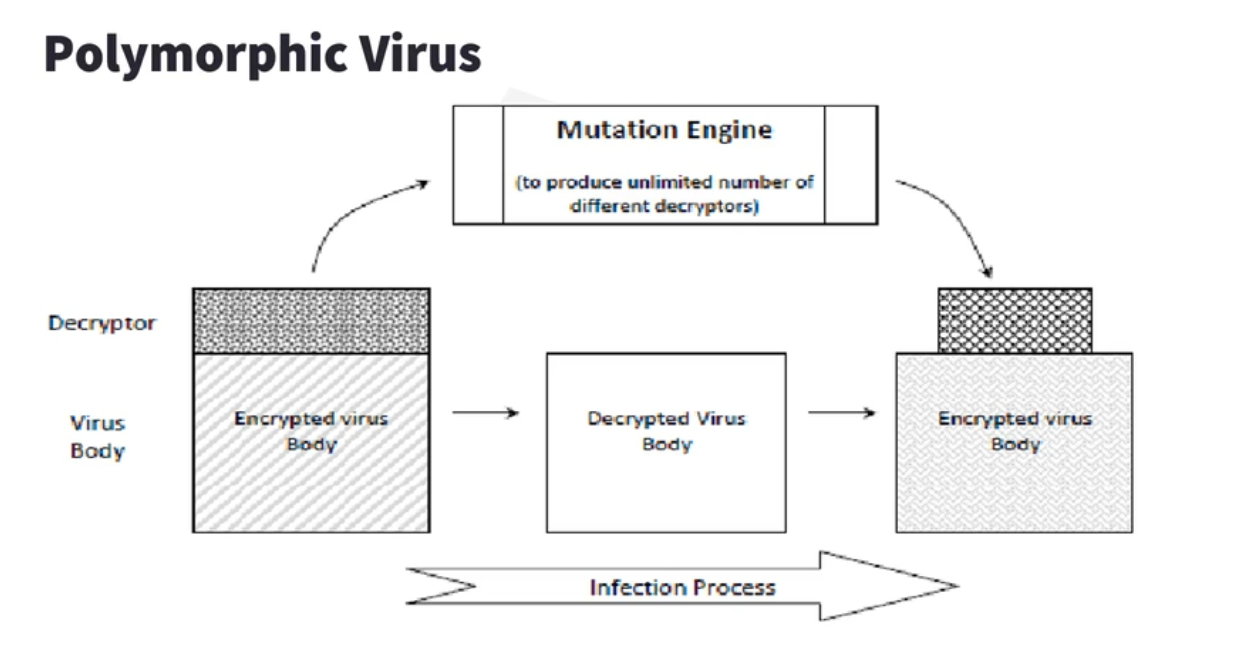 Polymorphic Virus
Mutation Engine
(to produce unlimited number of
different decryptors)
Decryptor
Virus
Body
Encrypted virus
Body
Decrypted Virus
Body
Encrypted virus
Body
Infection Process